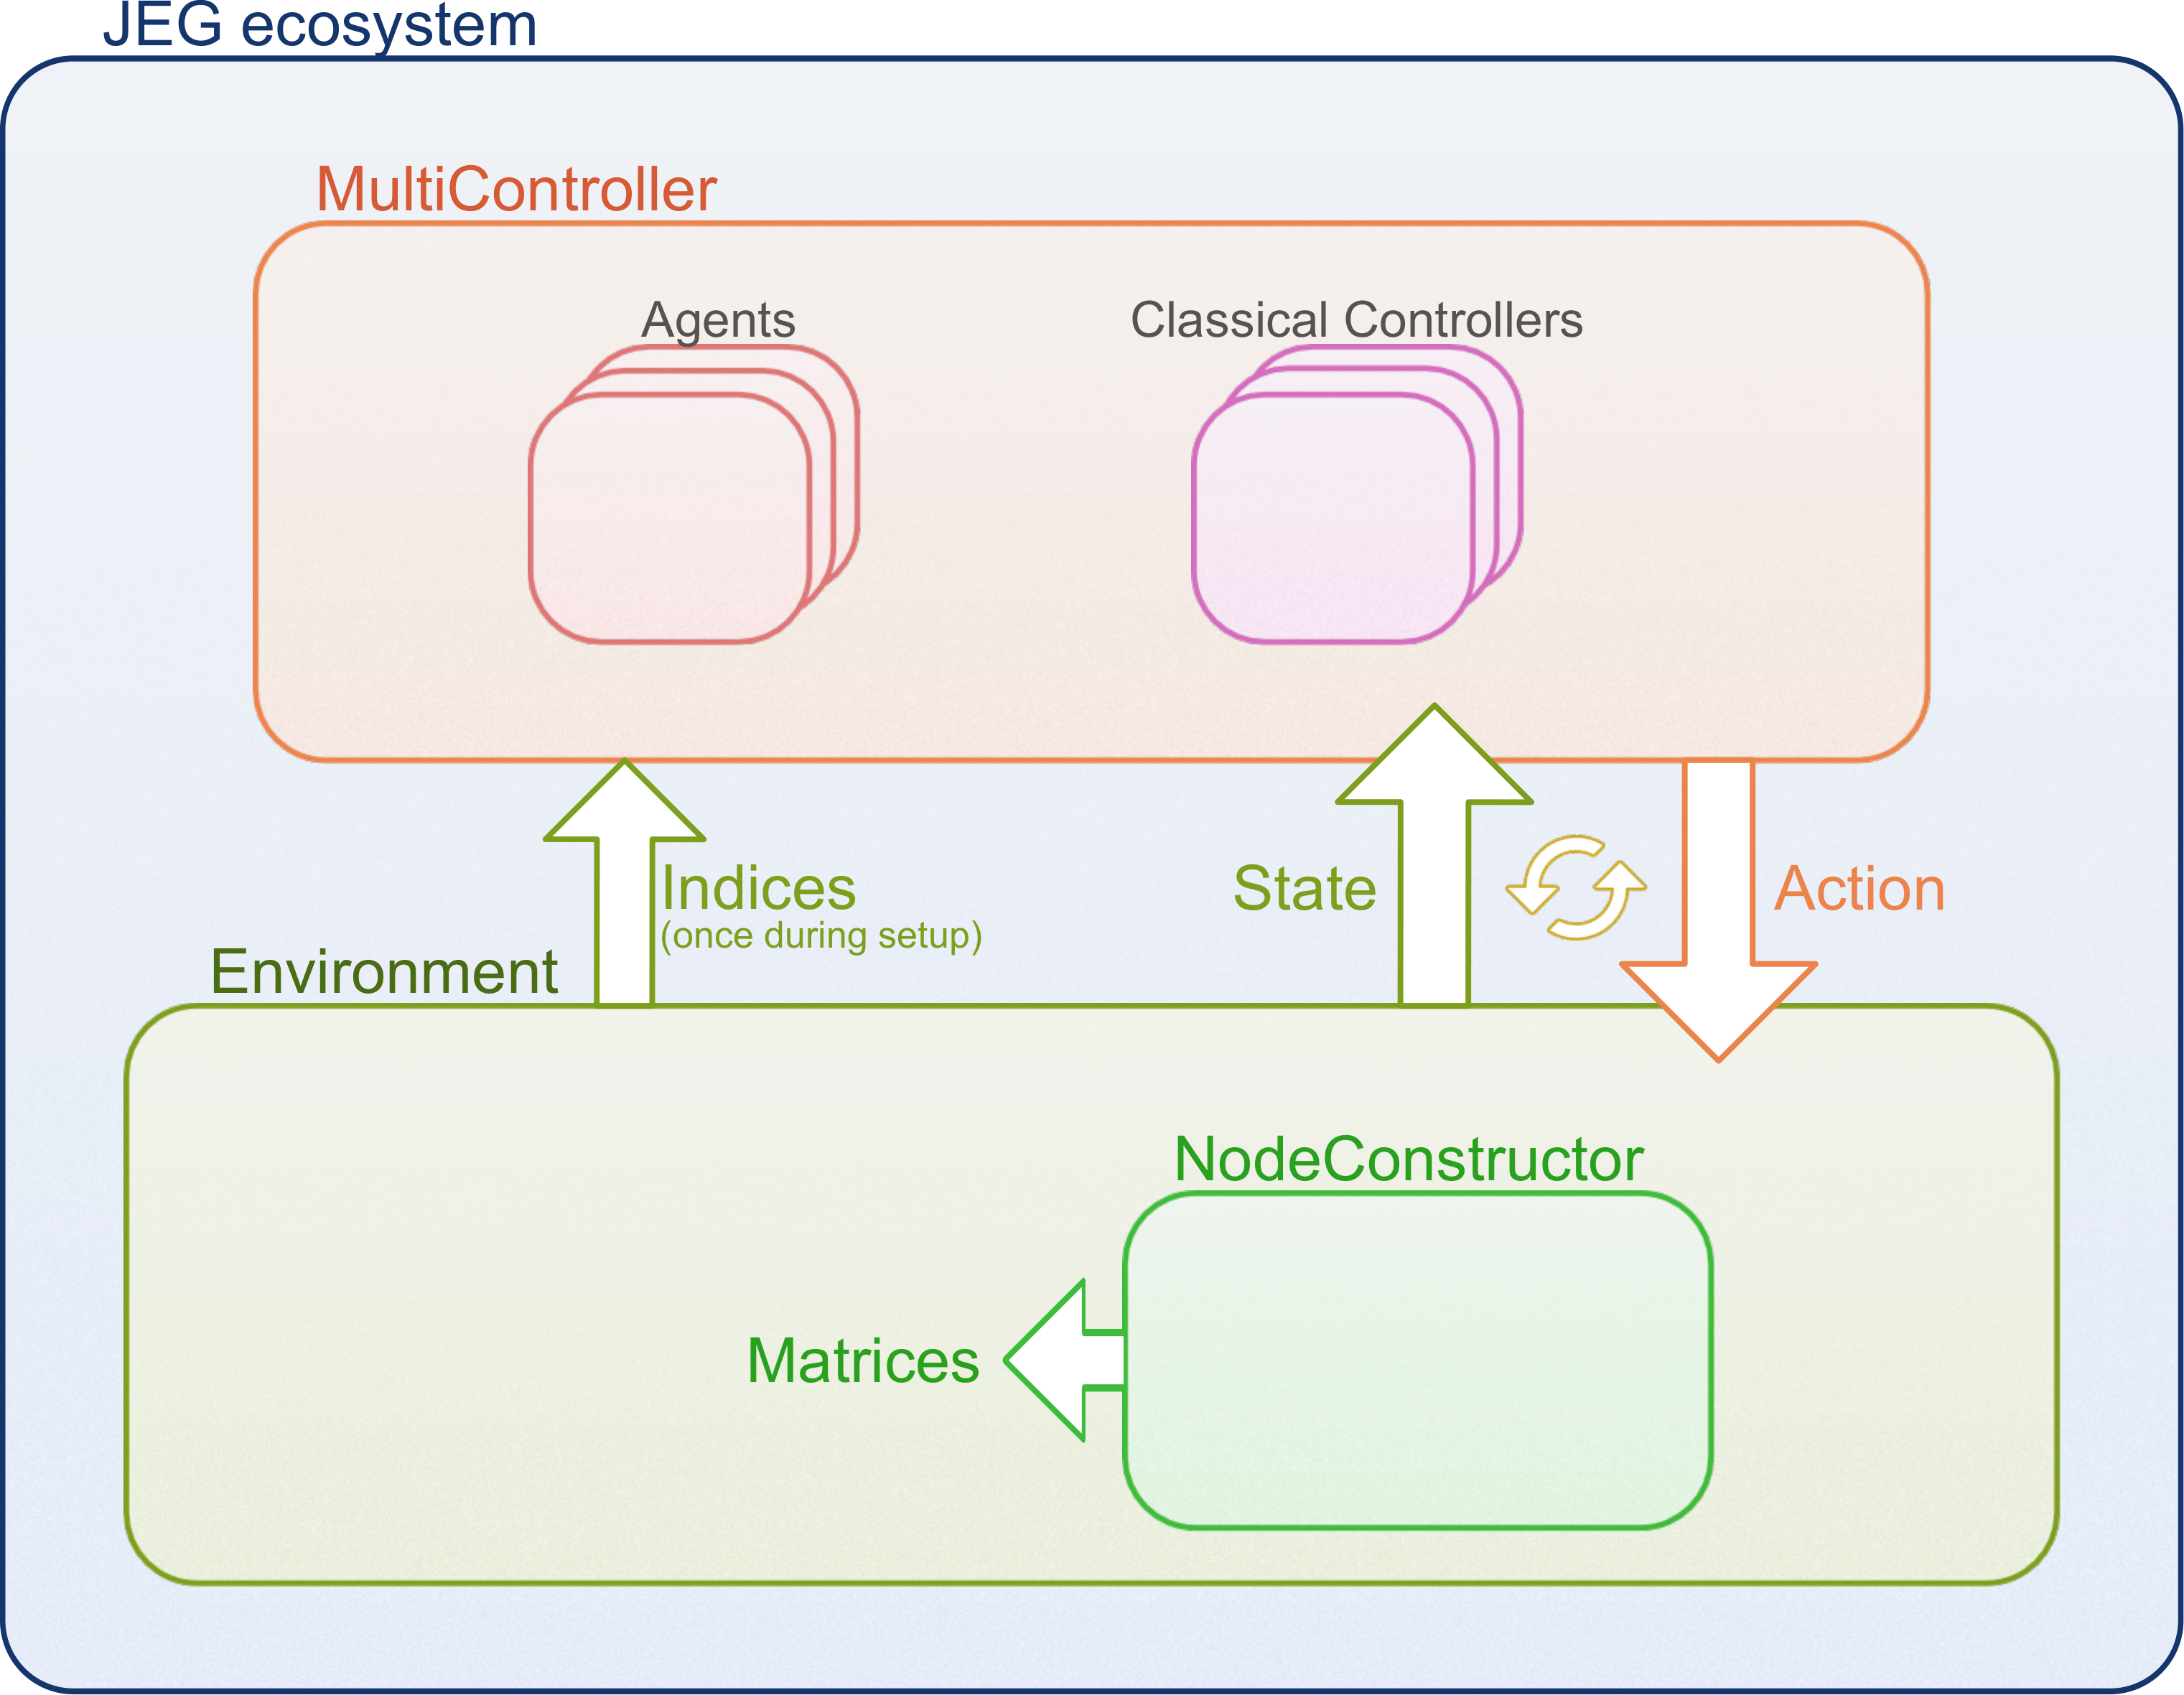 JEG ecosystem
MultiController
Agents
Classical Controllers
Indices
(once during setup)
State
Action
Environment
NodeConstructor
Matrices